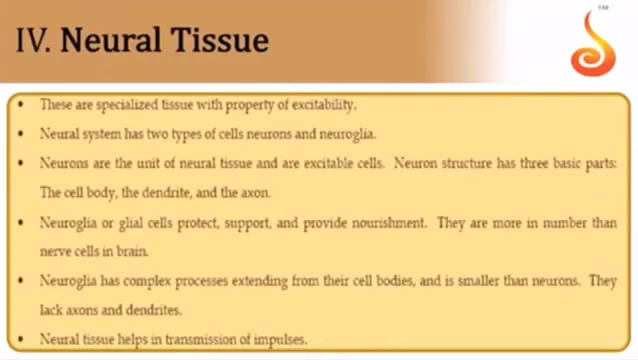 IV. Neural Tissue
TM
• These are specialized tissue with property of excitability.
• Neural system has two types of cells neurons and neuroglia.
• Neurons are the unit of neural tissue and are excitable cells. Neuron structure has three basic parts:
The cell body, the dendrite, and the axon.
• Neuroglia or glial cells protect, support, and provide nourishment. They are more in number than
nerve cells in brain.
• Neuroglia has complex processes extending from their cell bodies, and is smaller than neurons. They
lack axons and dendrites.
• Neural tissue helps in transmission of impulses.